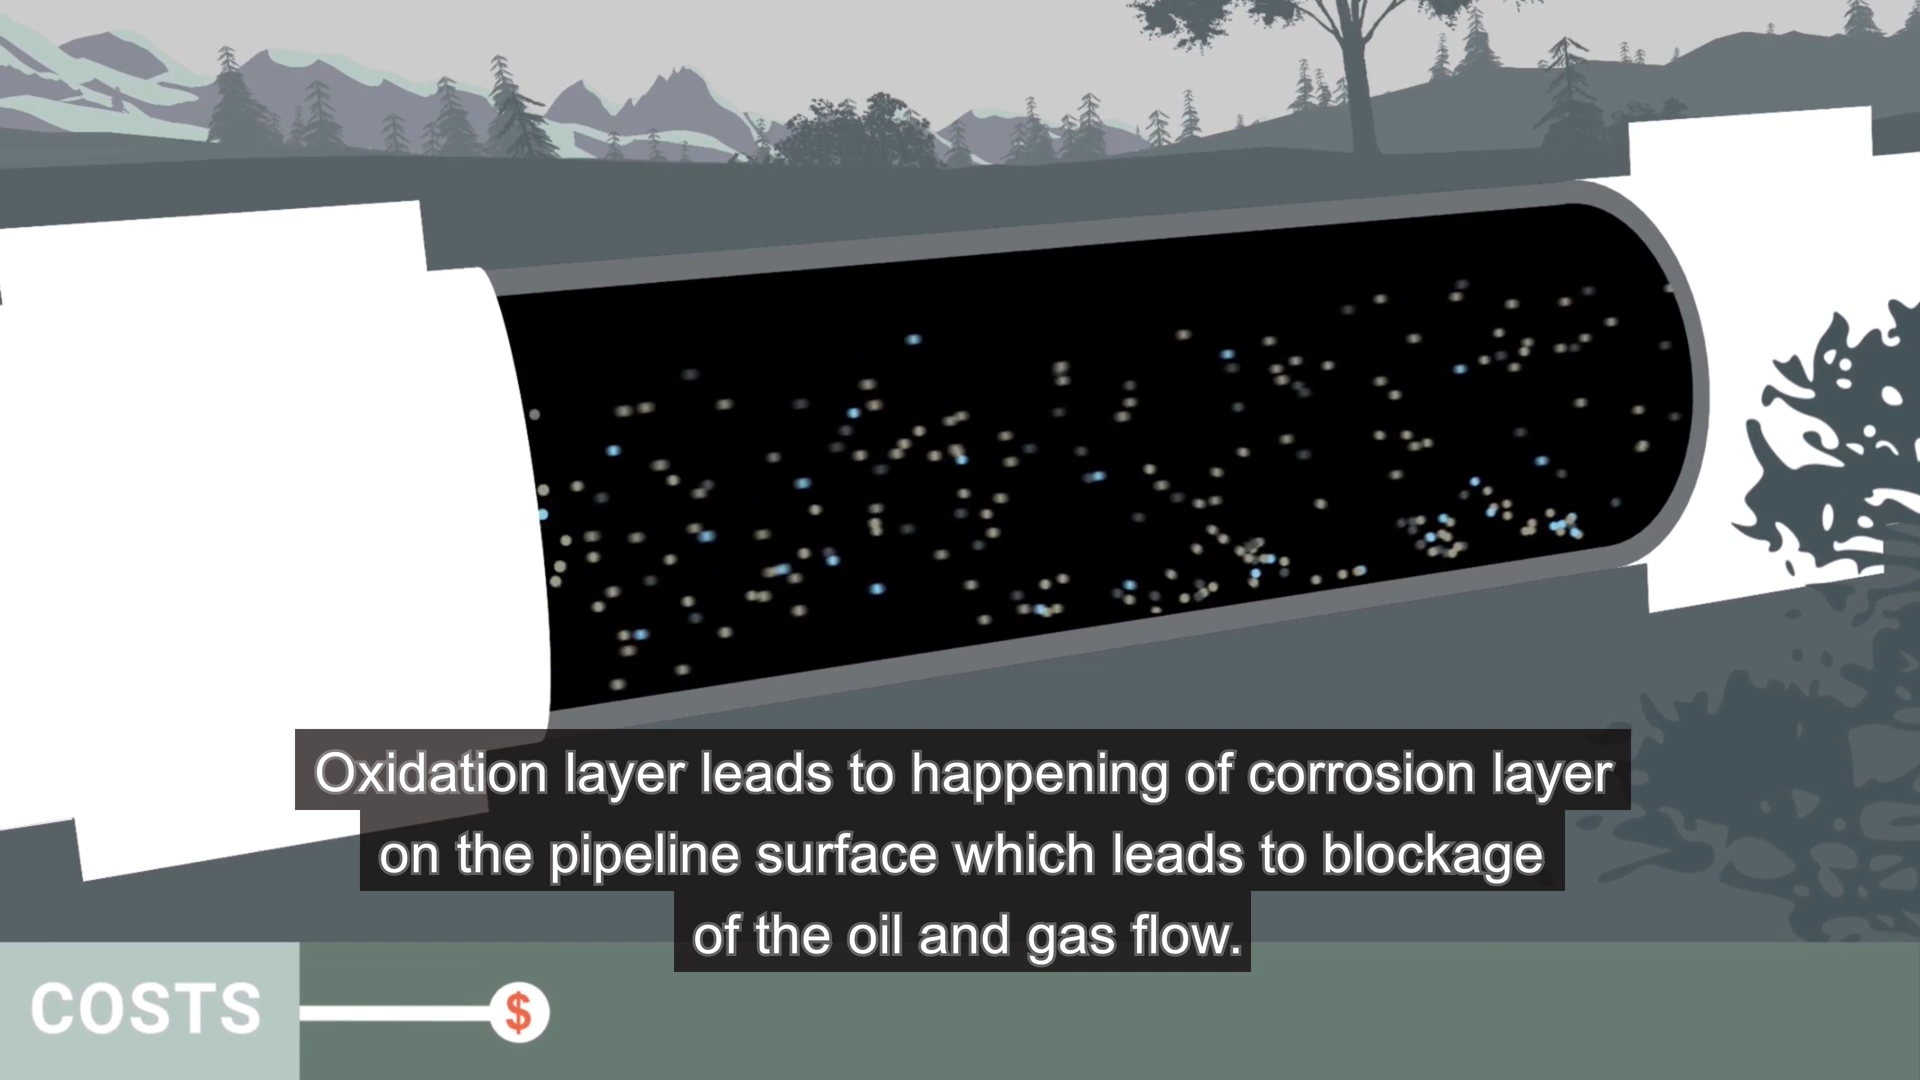 Oxidation layer leads to happening of corrosion layer
on the pipeline surface which leads to blockage
of the oil and gas flow.
COSTS
$